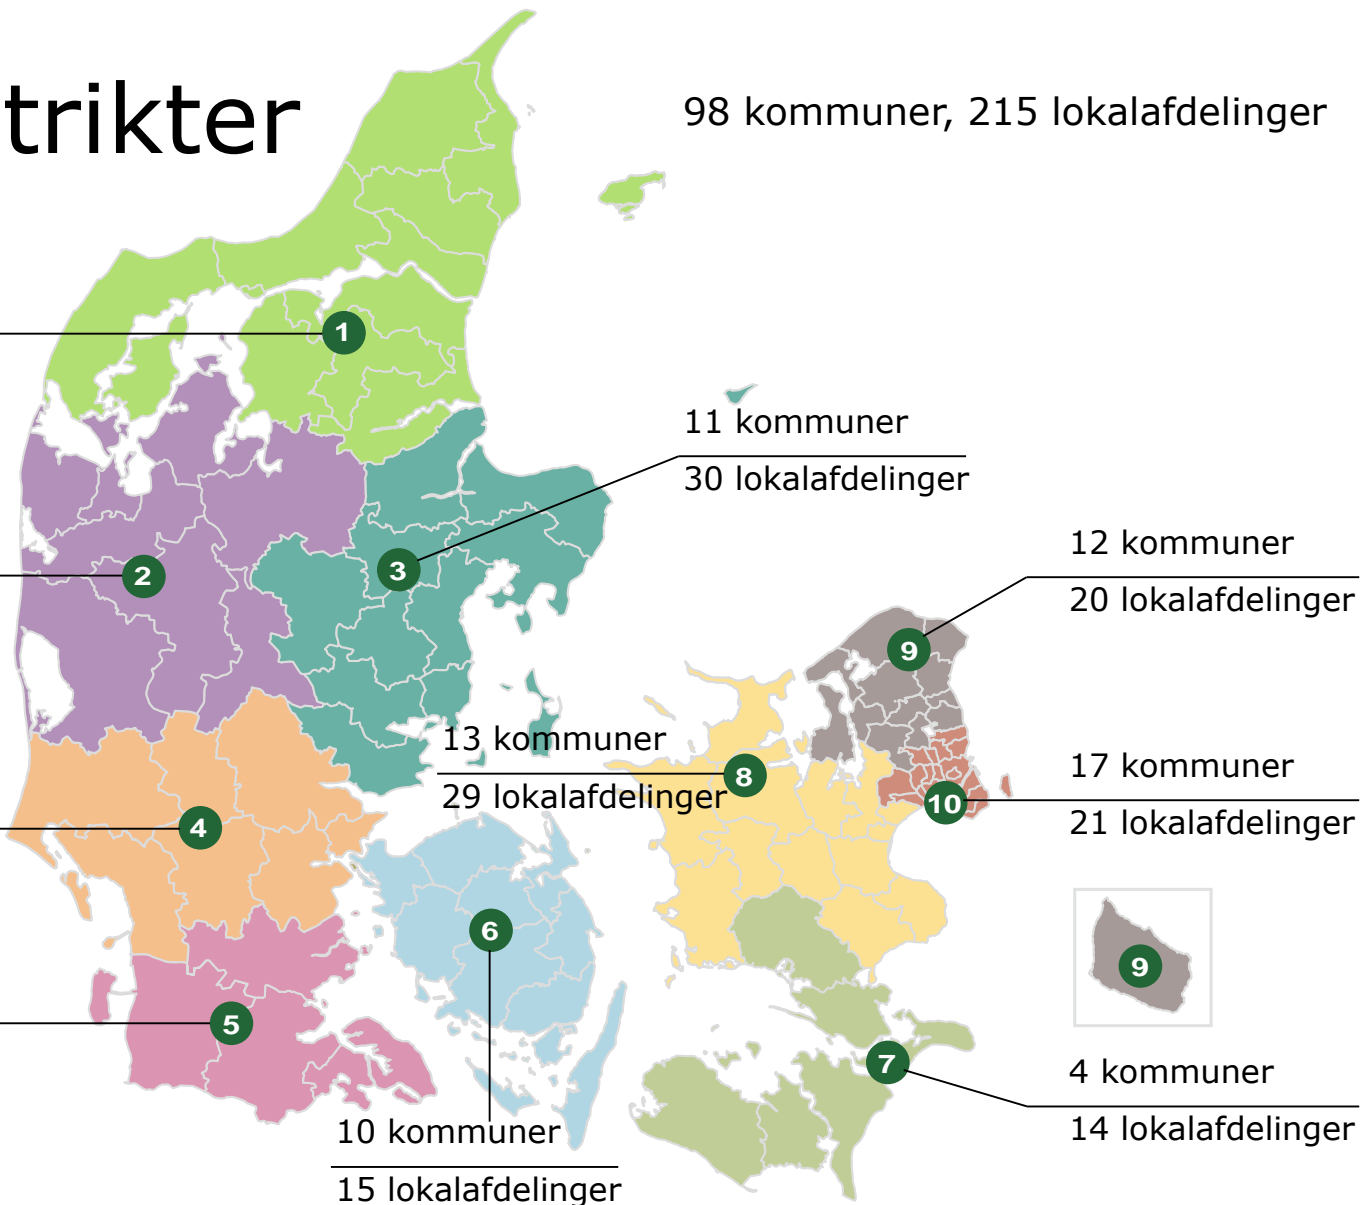 trikter
98 kommuner, 215 lokalafdelinger
1
11 kommuner
30 lokalafdelinger
2
3
12 kommuner
20 lokalafdelinger
9
13 kommuner
29 lokalafdelinger
8
17 kommuner
21 lokalafdelinger
10
4
6
9
5
7
4 kommuner
14 lokalafdelinger
10 kommuner
15 lokalafdelinger